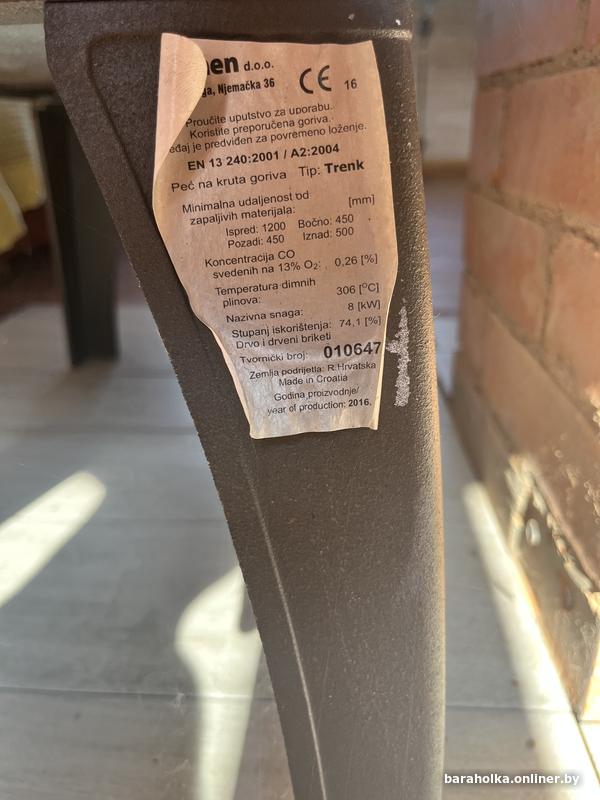 nen d.o.o.
ga, Njemačka 36
CE 16
Proučite uputstvo za uporabu.
Koristite preporučena goriva.
eđaj je predviđen za povremeno loženje.
EN 13 240:2001 / A2:2004
Peć na kruta goriva Tip: Trenk
Minimalna udaljenost od
zapaljivih materijala: [mm]
Ispred: 1200 Bočno: 450
Pozadi: 450 Iznad: 500
Koncentracija CO
svedenih na 13% O₂: 0,26 [%]
Temperatura dimnih
plinova: 306 [°C]
Nazivna snaga: 8 [kW]
Stupanj iskorištenja: 74,1 [%]
Drvo i drveni briketi
Tvornički broj: 010647
Zemlja podrijetla: R.Hrvatska
Made in Croatia
Godina proizvodnje/
year of production: 2016.
baraholka.onliner.by